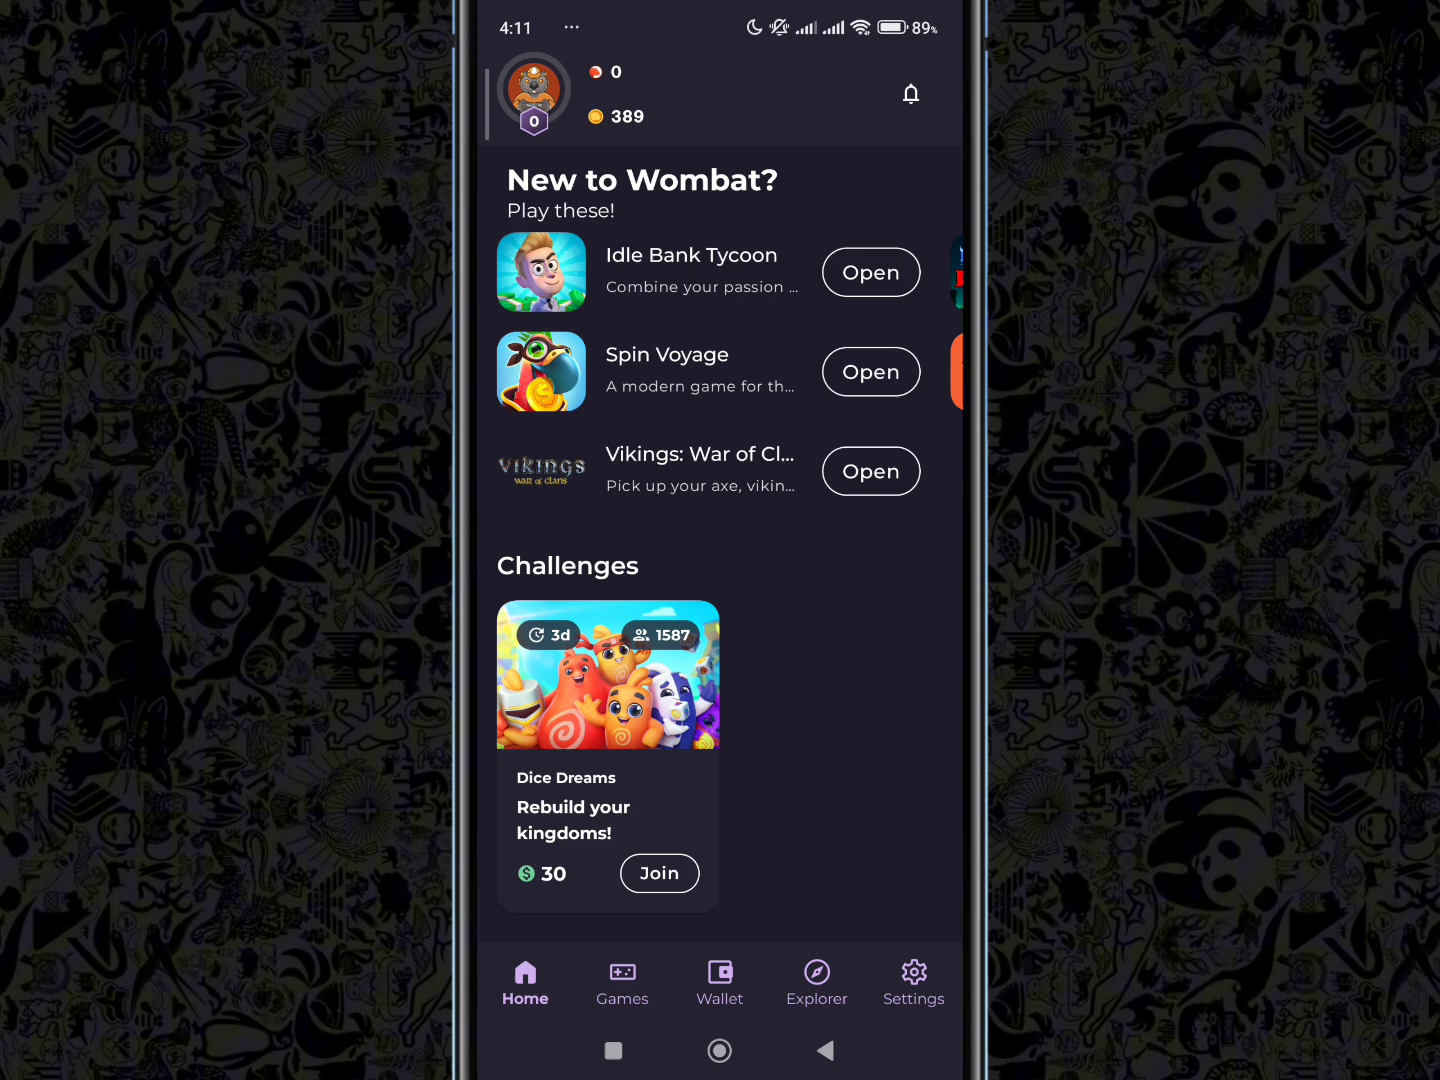 4:11 ... 89%
0
0
389
New to Wombat?
Play these!
Idle Bank Tycoon
Combine your passion ...
Open
Spin Voyage
A modern game for th...
Open
VIKINGS
WAR OF CLANS
Vikings: War of Cl...
Pick up your axe, vikin...
Open
Challenges
3d 1587
Dice Dreams
Rebuild your
kingdoms!
30 Join
Home Games Wallet Explorer Settings